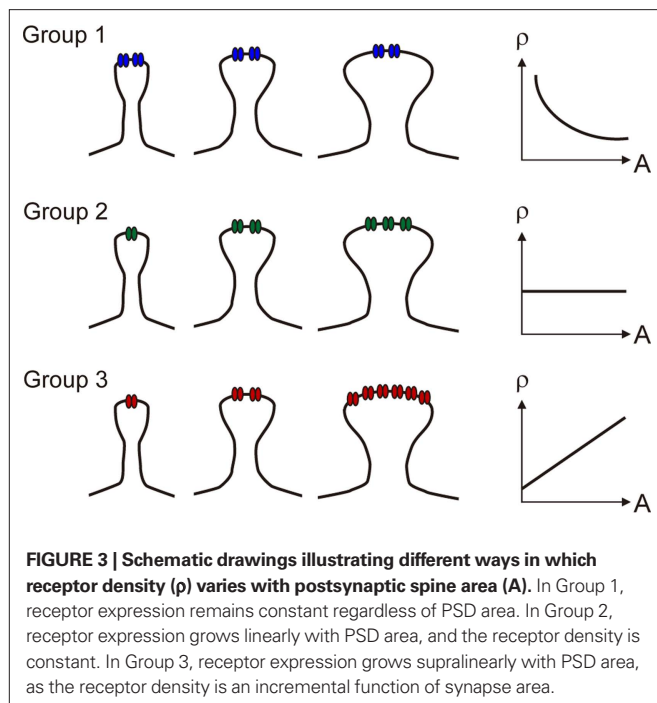 Group 1
ρ
A
Group 2
ρ
A
Group 3
ρ
A
FIGURE 3 | Schematic drawings illustrating different ways in which
receptor density (ρ) varies with postsynaptic spine area (A). In Group 1,
receptor expression remains constant regardless of PSD area. In Group 2,
receptor expression grows linearly with PSD area, and the receptor density is
constant. In Group 3, receptor expression grows supralinearly with PSD area,
as the receptor density is an incremental function of synapse area.